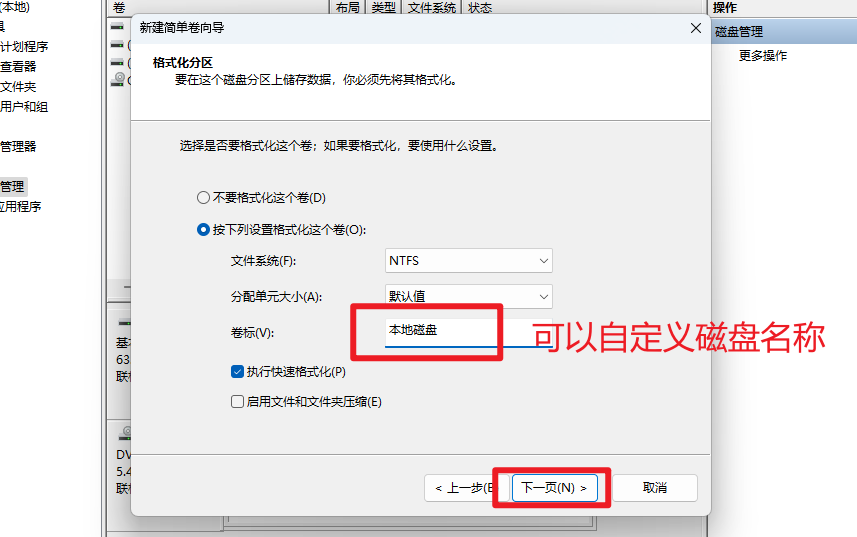 (本地)
卷
布局
类型
文件系统
状态
操作
具
计划程序
查看器
文件夹
用户和组
管理器
管理
应用程序
磁盘管理
更多操作
新建简单卷向导
格式化分区
要在这个磁盘分区上储存数据，你必须先将其格式化。
选择是否要格式化这个卷；如果要格式化，要使用什么设置。
不要格式化这个卷(D)
按下列设置格式化这个卷(O):
文件系统(F):
NTFS
分配单元大小(A):
默认值
卷标(V):
本地磁盘
可以自定义磁盘名称
执行快速格式化(P)
启用文件和文件夹压缩(E)
基
63
联
DV
5.4
联
< 上一步(
下一页(N) >
取消